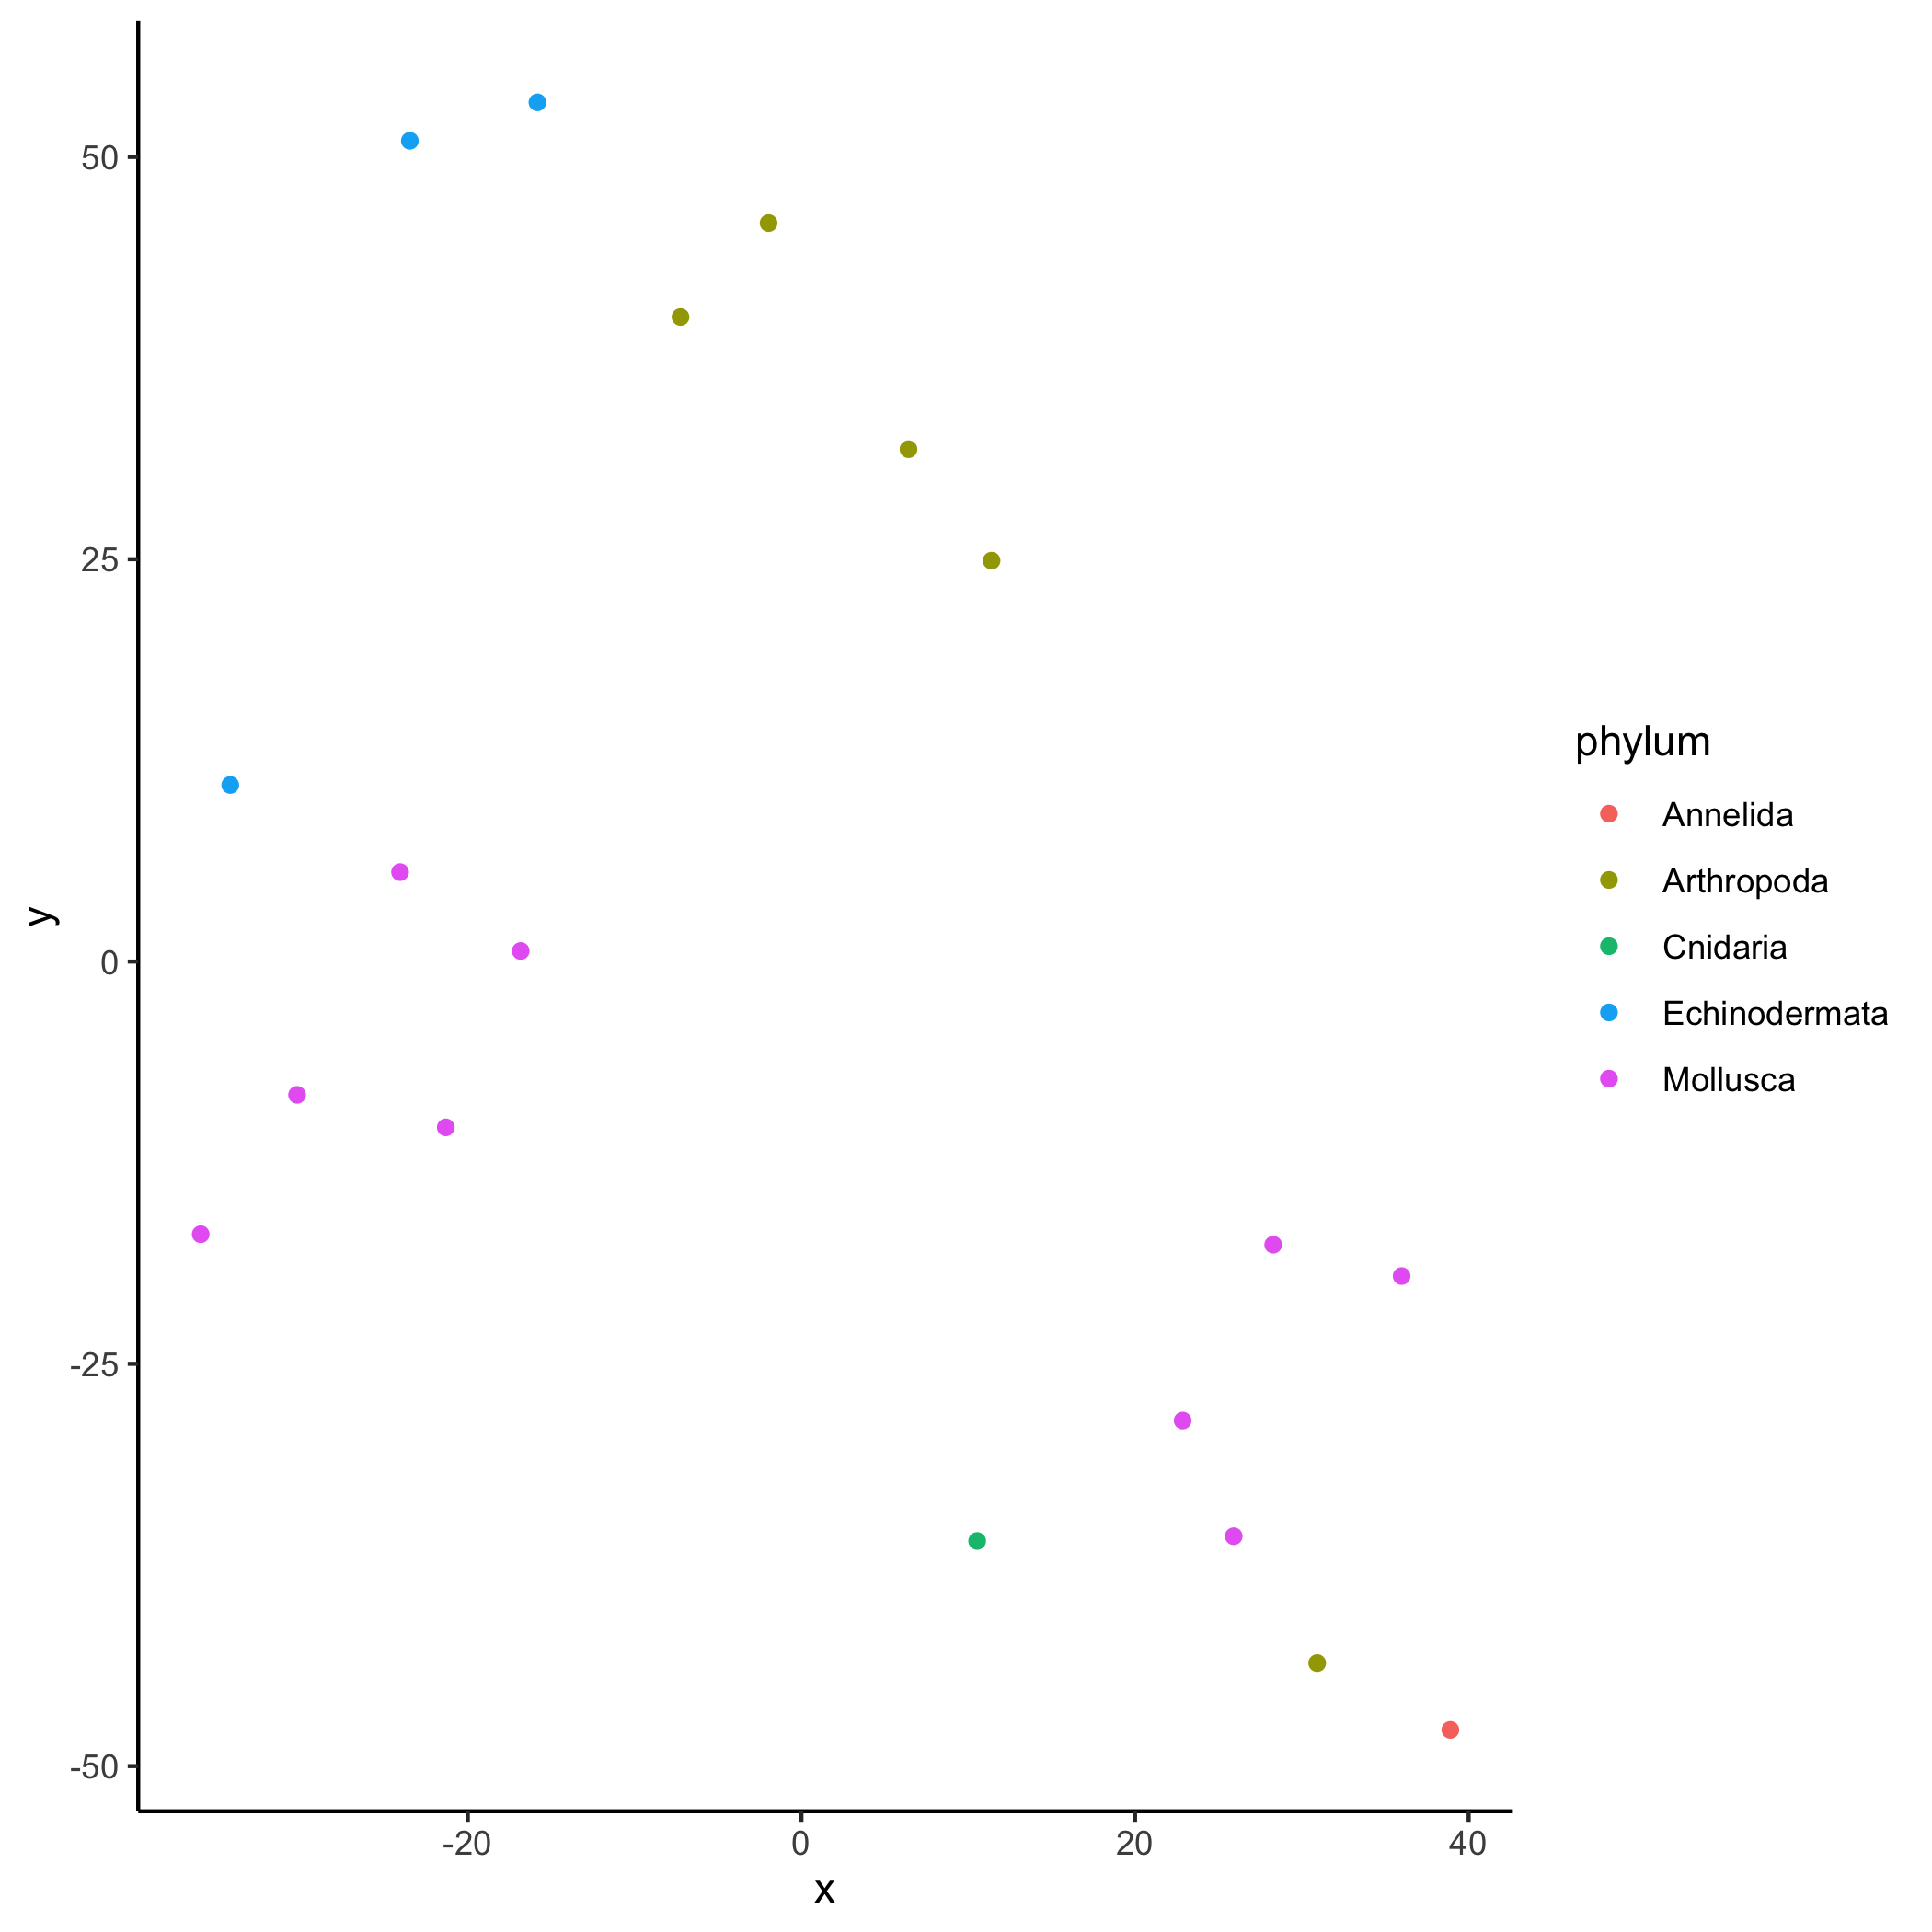 50
25
0
-25
-50
y
-20 0 20 40
x
phylum
Annelida
Arthropoda
Cnidaria
Echinodermata
Mollusca